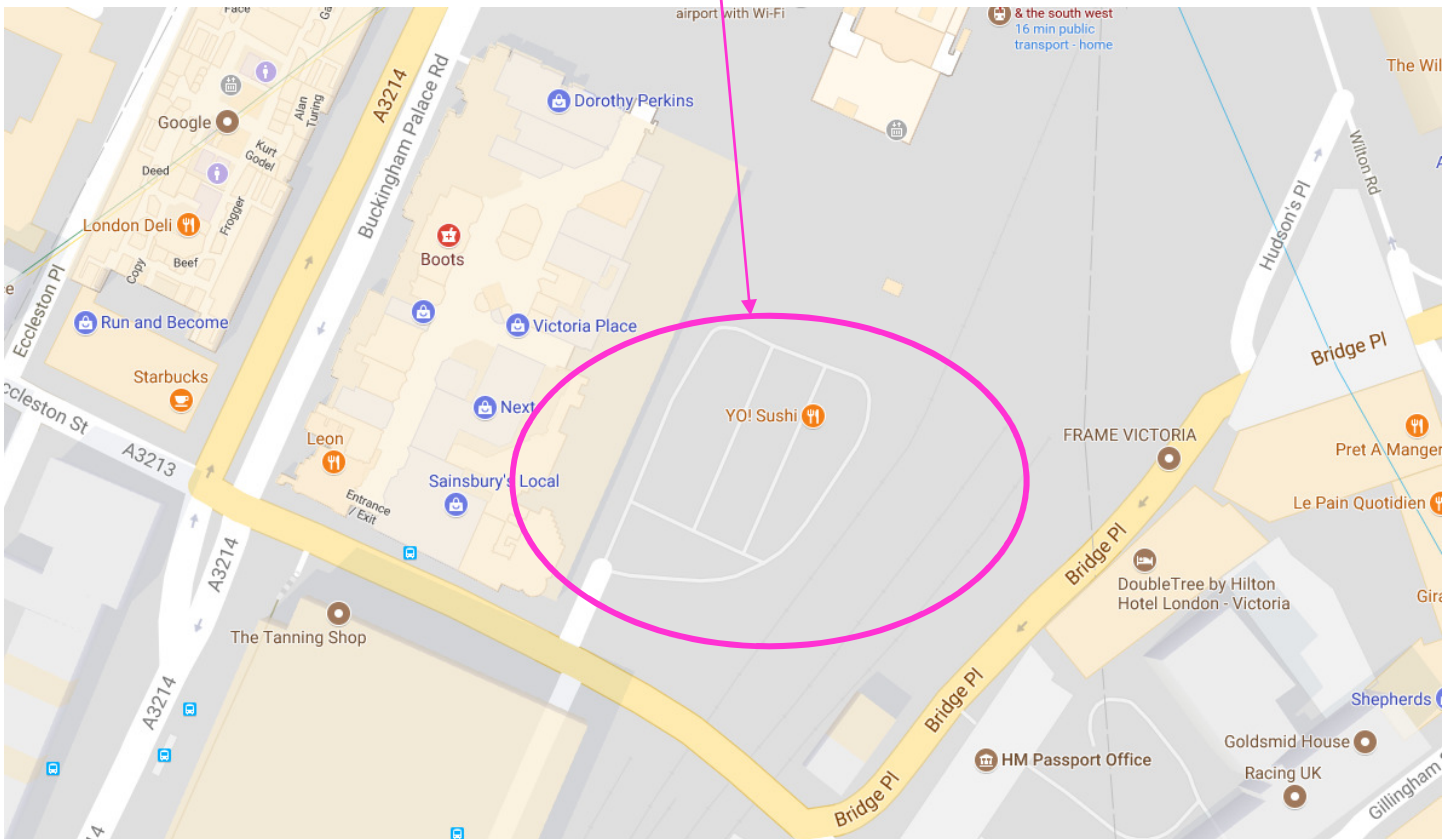 Face
Ga
airport with Wi-Fi
& the south west
16 min public
transport - home
The Wil
A3214
Buckingham Palace Rd
Dorothy Perkins
Google
Alan
Turing
Kurt
Godel
Deed
Wilton Rd
A
London Deli
Frogger
Boots
Hudson's Pl
Copy
Beef
e
Eccleston Pl
Run and Become
Victoria Place
Bridge Pl
Starbucks
ccleston St
Next
YO! Sushi
FRAME VICTORIA
Pret A Manger
Leon
A3213
Sainsbury's Local
Entrance
/ Exit
Le Pain Quotidien
A3214
Bridge Pl
DoubleTree by Hilton
Hotel London - Victoria
Gira
The Tanning Shop
A3214
Bridge Pl
Shepherds
Goldsmid House
HM Passport Office
Racing UK
Bridge Pl
Gillingham
14